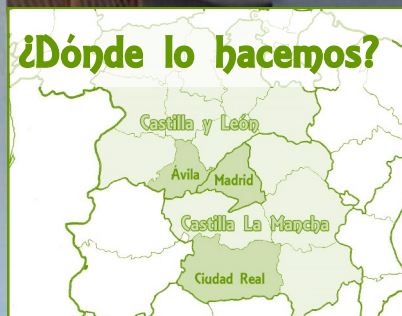 ¿Dónde lo hacemos?
Castilla y León
Ávila
Madrid
Castilla La Mancha
Ciudad Real